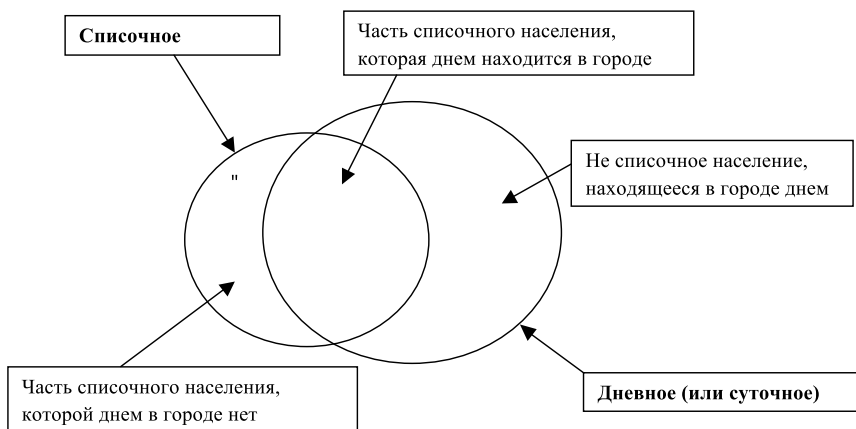 Списочное
Часть списочного населения,
которая днем находится в городе
"
Не списочное население,
находящееся в городе днем
Часть списочного населения,
которой днем в городе нет
Дневное (или суточное)